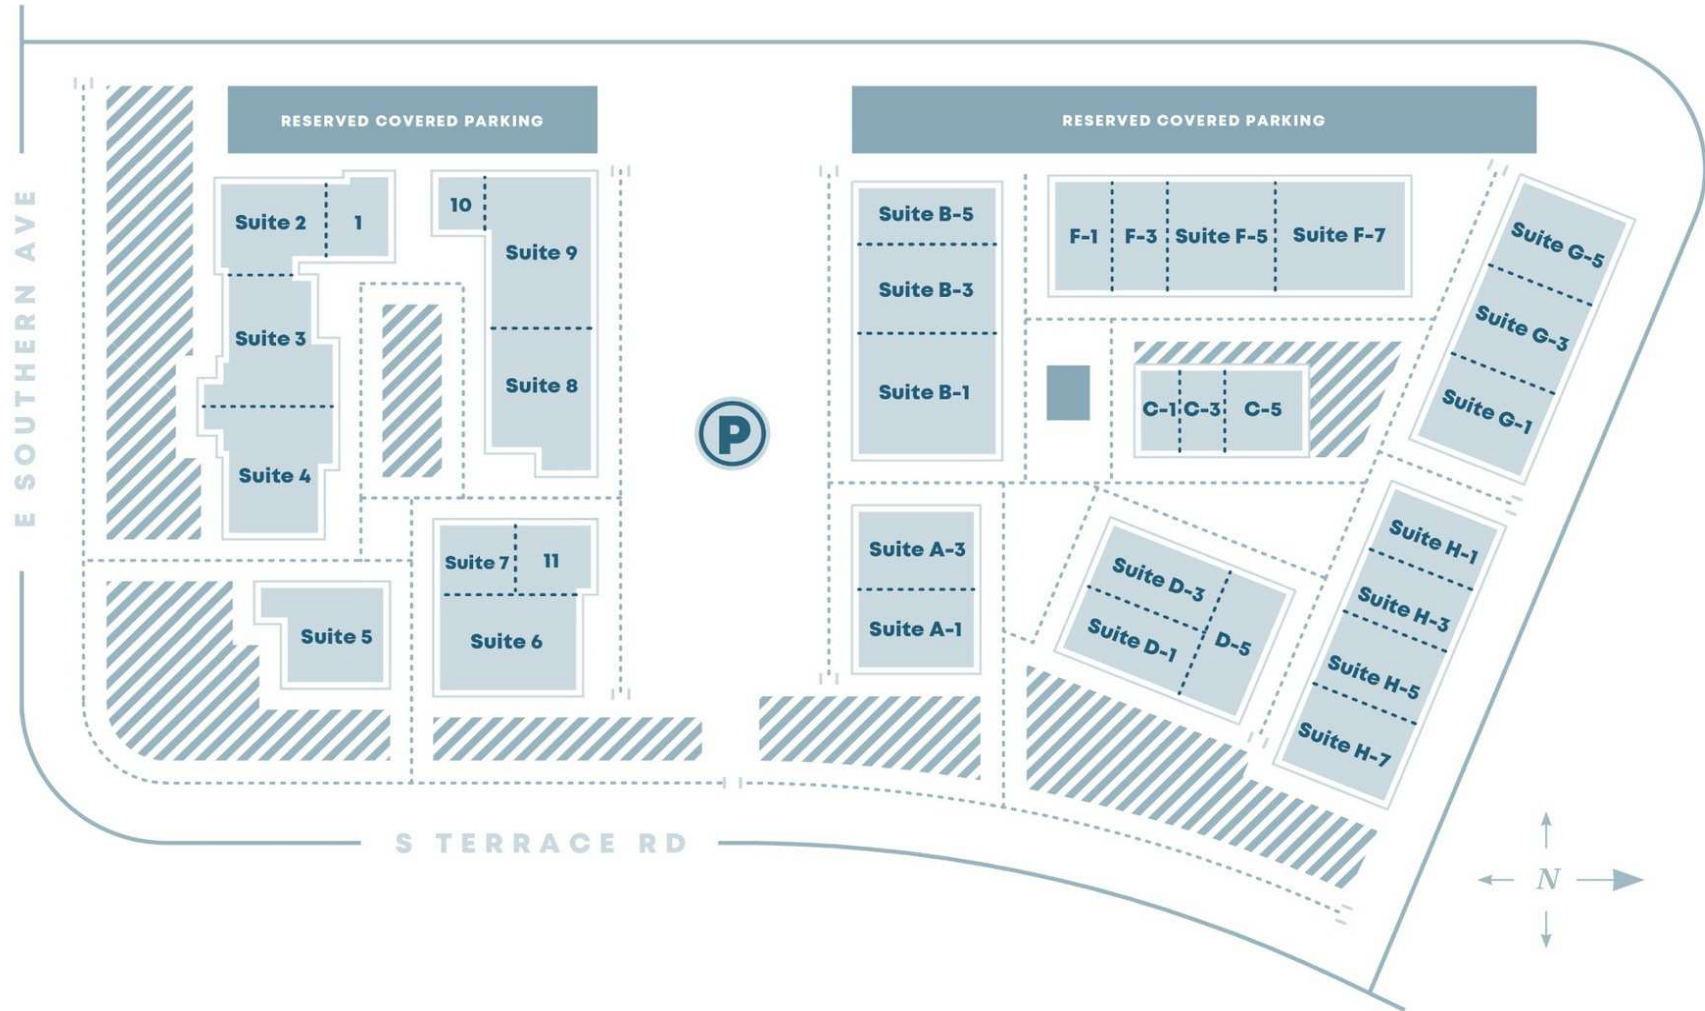 RESERVED COVERED PARKING
RESERVED COVERED PARKING
E SOUTHERN AVE
Suite 2
1
Suite 3
Suite 4
10
Suite 9
Suite 8
Suite 5
Suite 7
11
Suite 6
P
Suite B-5
Suite B-3
Suite B-1
Suite A-3
Suite A-1
F-1
F-3
Suite F-5
Suite F-7
C-1
C-3
C-5
Suite D-3
Suite D-1
D-5
Suite G-5
Suite G-3
Suite G-1
Suite H-1
Suite H-3
Suite H-5
Suite H-7
S TERRACE RD
N